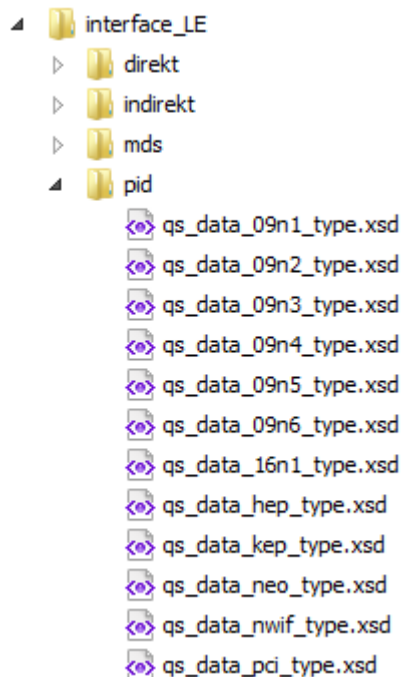 interface_LE
direkt
indirekt
mds
pid
qs_data_09n1_type.xsd
qs_data_09n2_type.xsd
qs_data_09n3_type.xsd
qs_data_09n4_type.xsd
qs_data_09n5_type.xsd
qs_data_09n6_type.xsd
qs_data_16n1_type.xsd
qs_data_hep_type.xsd
qs_data_kep_type.xsd
qs_data_neo_type.xsd
qs_data_nwif_type.xsd
qs_data_pci_type.xsd